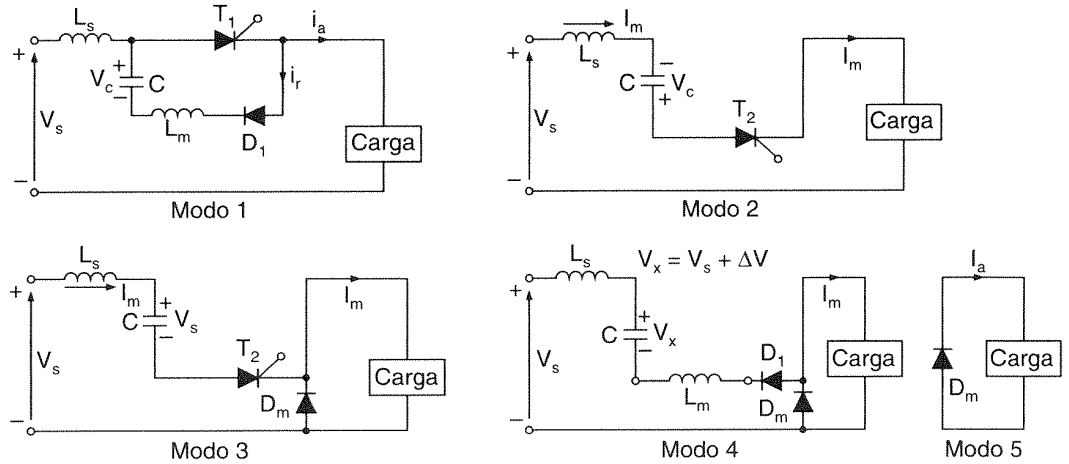 L_s
T_1
i_a
+
+
V_c
C
−
i_r
V_s
L_m
D_1
Carga
−
Modo 1
I_m
L_s
I_m
+
−
C
V_c
+
V_s
T_2
Carga
−
Modo 2
L_s
I_m
I_m
+
+
C
V_s
−
V_s
T_2
Carga
D_m
−
Modo 3
L_s
V_x = V_s + ΔV
I_m
+
+
C
V_x
−
V_s
D_1
L_m
D_m
Carga
−
Modo 4
I_a
D_m
Carga
Modo 5